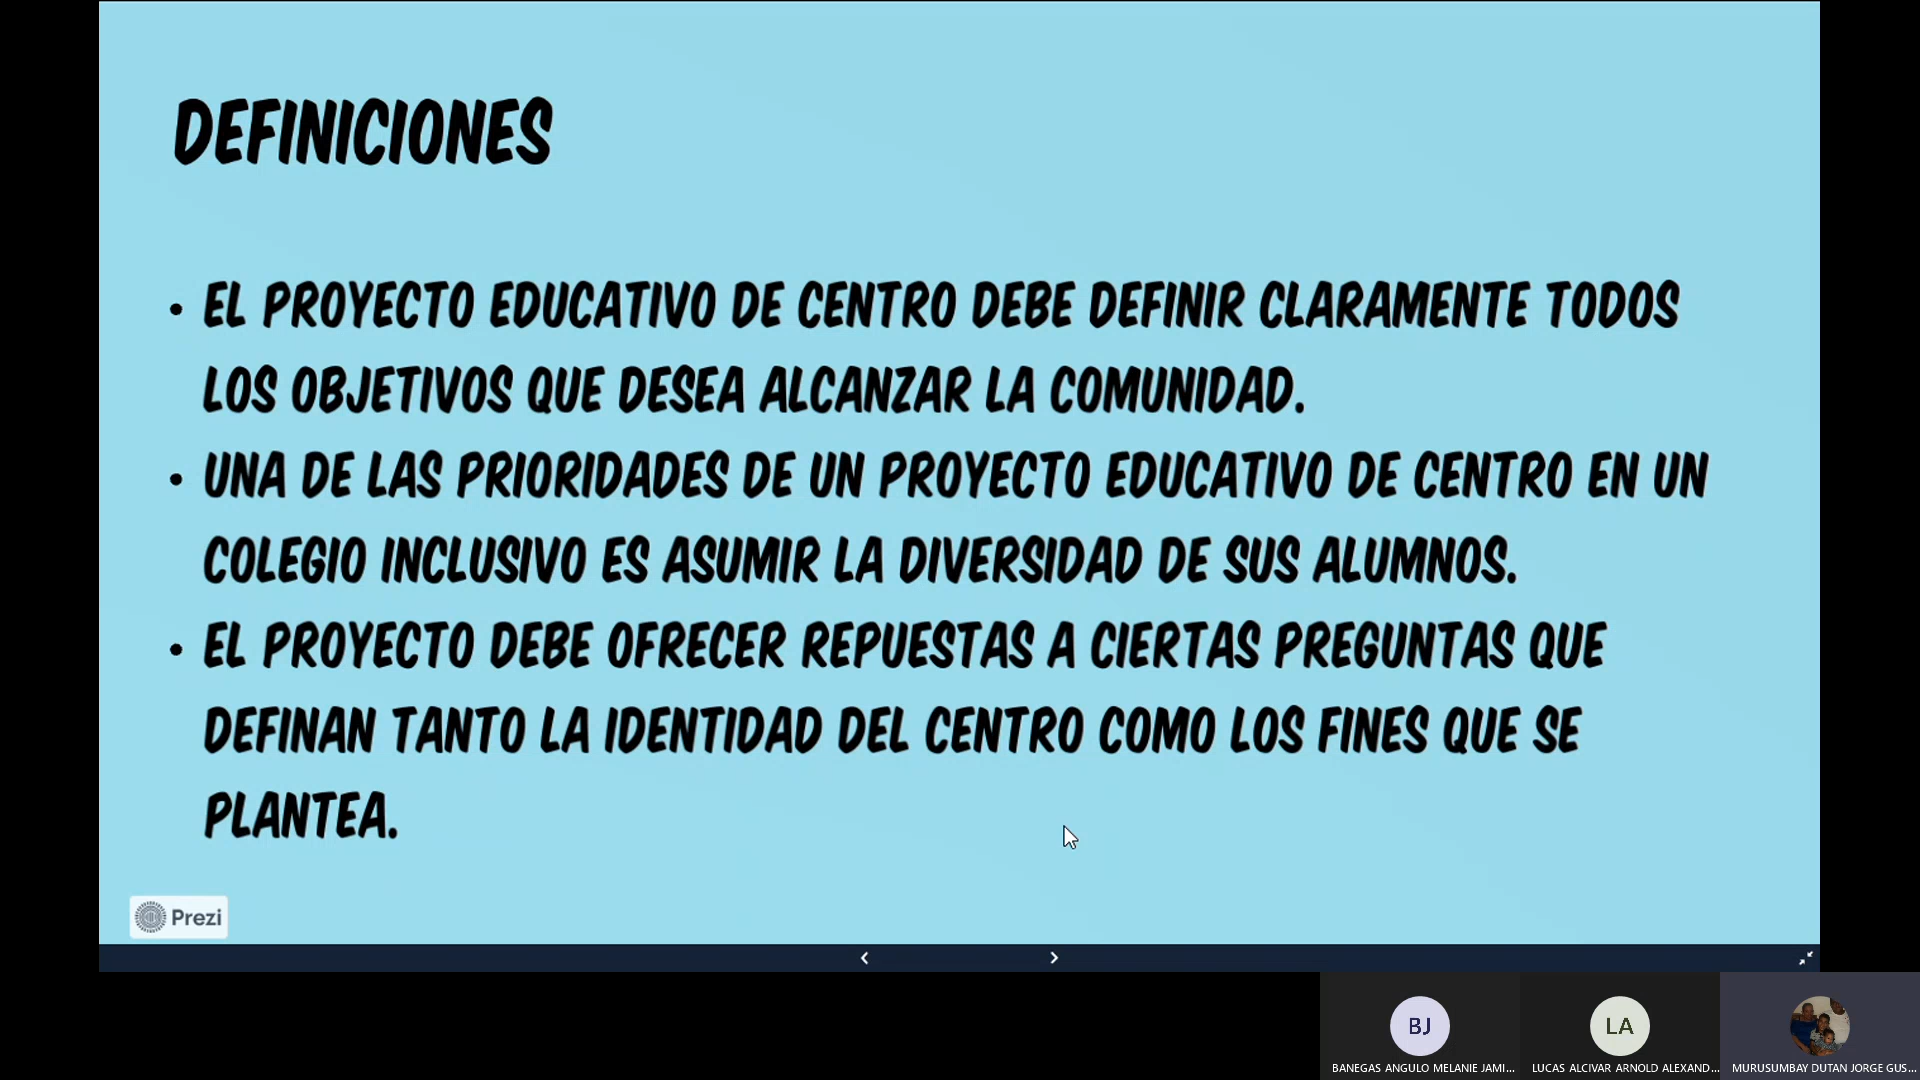 DEFINICIONES
• EL PROYECTO EDUCATIVO DE CENTRO DEBE DEFINIR CLARAMENTE TODOS
LOS OBJETIVOS QUE DESEA ALCANZAR LA COMUNIDAD.
• UNA DE LAS PRIORIDADES DE UN PROYECTO EDUCATIVO DE CENTRO EN UN
COLEGIO INCLUSIVO ES ASUMIR LA DIVERSIDAD DE SUS ALUMNOS.
• EL PROYECTO DEBE OFRECER REPUESTAS A CIERTAS PREGUNTAS QUE
DEFINAN TANTO LA IDENTIDAD DEL CENTRO COMO LOS FINES QUE SE
PLANTEA.
Prezi
BJ
LA
BANEGAS ANGULO MELANIE JAMI...
LUCAS ALCIVAR ARNOLD ALEXAND...
MURUSUMBAY DUTAN JORGE GUS...